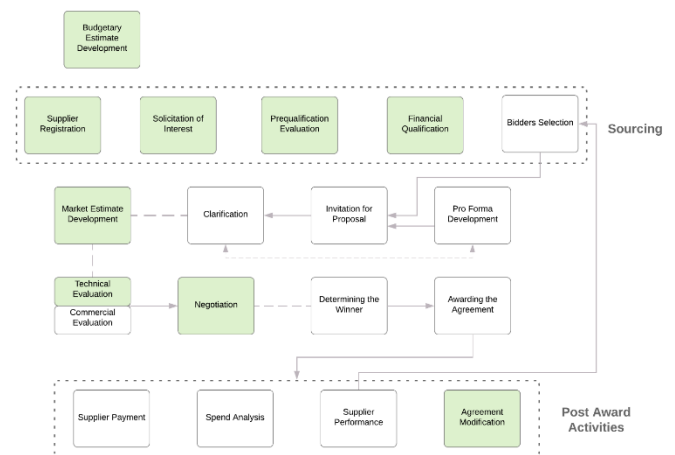 Budgetary
Estimate
Development
Supplier
Registration
Solicitation of
Interest
Prequalification
Evaluation
Financial
Qualification
Bidders Selection
Sourcing
Market Estimate
Development
Clarification
Invitation for
Proposal
Pro Forma
Development
Technical
Evaluation
Commercial
Evaluation
Negotiation
Determining the
Winner
Awarding the
Agreement
Supplier Payment
Spend Analysis
Supplier
Performance
Agreement
Modification
Post Award
Activities